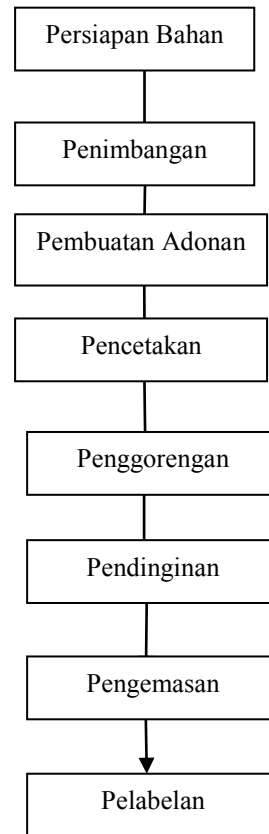 Persiapan Bahan
Penimbangan
Pembuatan Adonan
Pencetakan
Penggorengan
Pendinginan
Pengemasan
Pelabelan